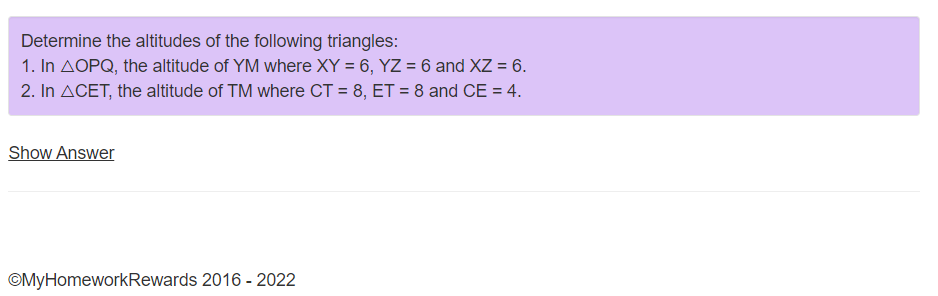 Determine the altitudes of the following triangles:
1. In △OPQ, the altitude of YM where XY = 6, YZ = 6 and XZ = 6.
2. In △CET, the altitude of TM where CT = 8, ET = 8 and CE = 4.
Show Answer
©MyHomeworkRewards 2016 - 2022